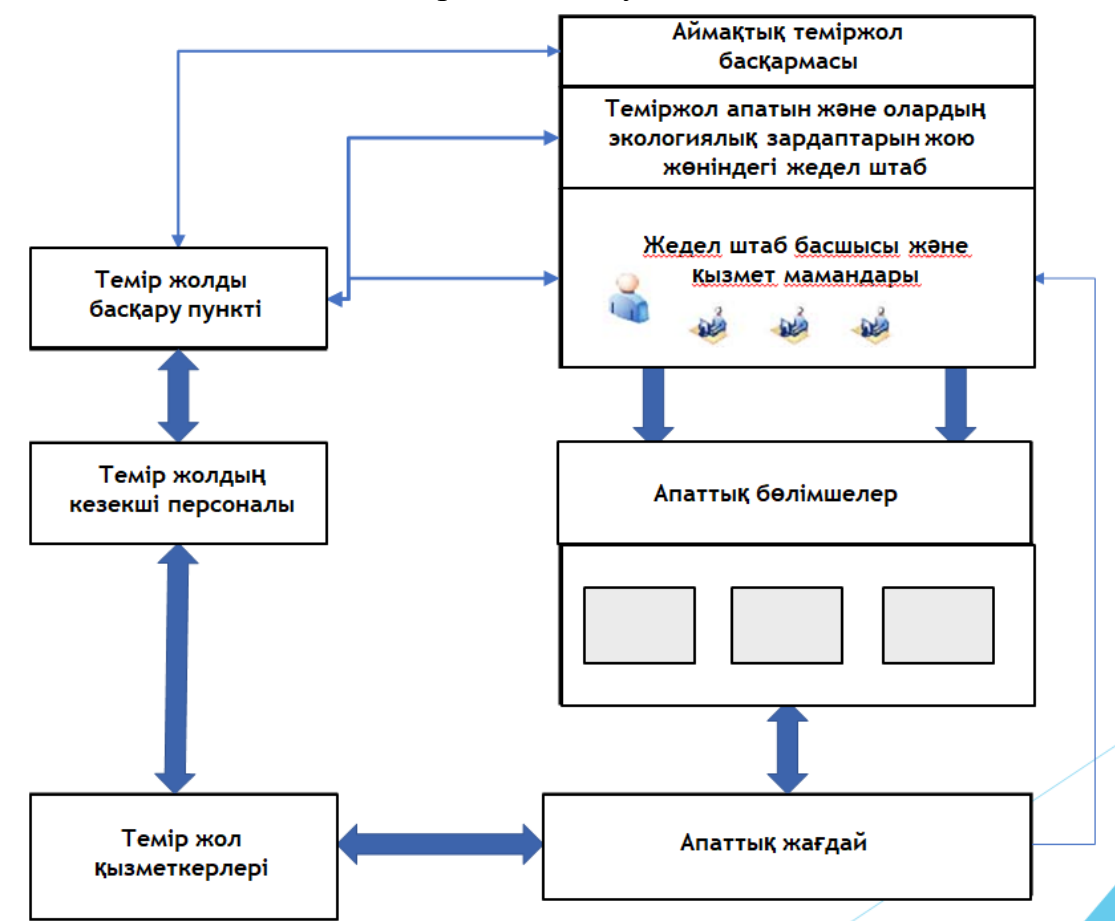 Аймақтық теміржол
басқармасы
Теміржол апатын және олардың
экологиялық зардаптарын жою
жөніндегі жедел штаб
Жедел штаб басшысы және
қызмет мамандары
Темір жолды
басқару пункті
Темір жолдың
кезекші персоналы
Апаттық бөлімшелер
Темір жол
қызметкерлері
Апаттық жағдай